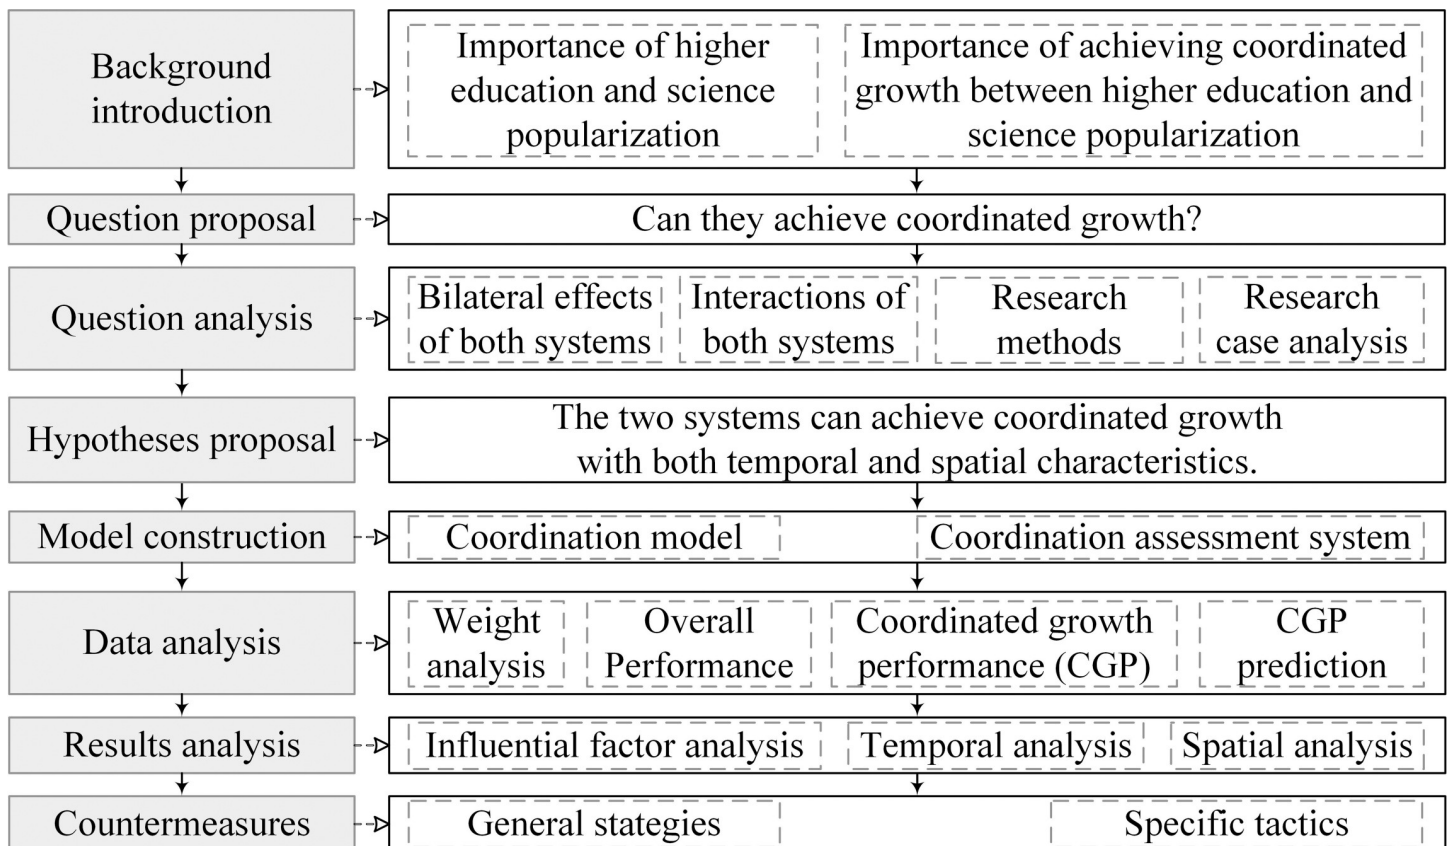 Background
introduction
Importance of higher
education and science
popularization
Importance of achieving coordinated
growth between higher education and
science popularization
Question proposal
Can they achieve coordinated growth?
Question analysis
Bilateral effects
of both systems
Interactions of
both systems
Research
methods
Research
case analysis
Hypotheses proposal
The two systems can achieve coordinated growth
with both temporal and spatial characteristics.
Model construction
Coordination model
Coordination assessment system
Data analysis
Weight
analysis
Overall
Performance
Coordinated growth
performance (CGP)
CGP
prediction
Results analysis
Influential factor analysis
Temporal analysis
Spatial analysis
Countermeasures
General stategies
Specific tactics